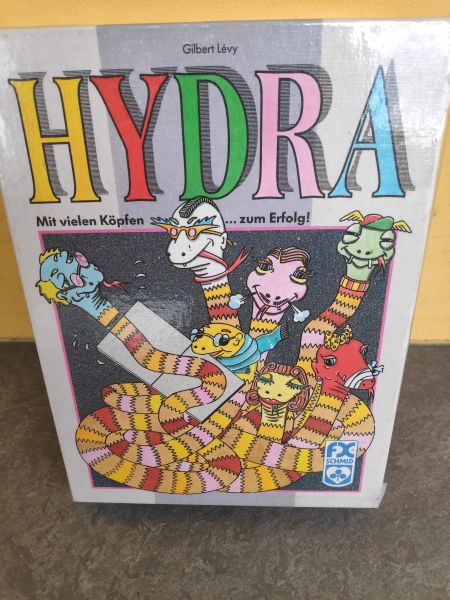 Gilbert Lévy
HYDRA
Mit vielen Köpfen ... zum Erfolg!
FX
SCHMID